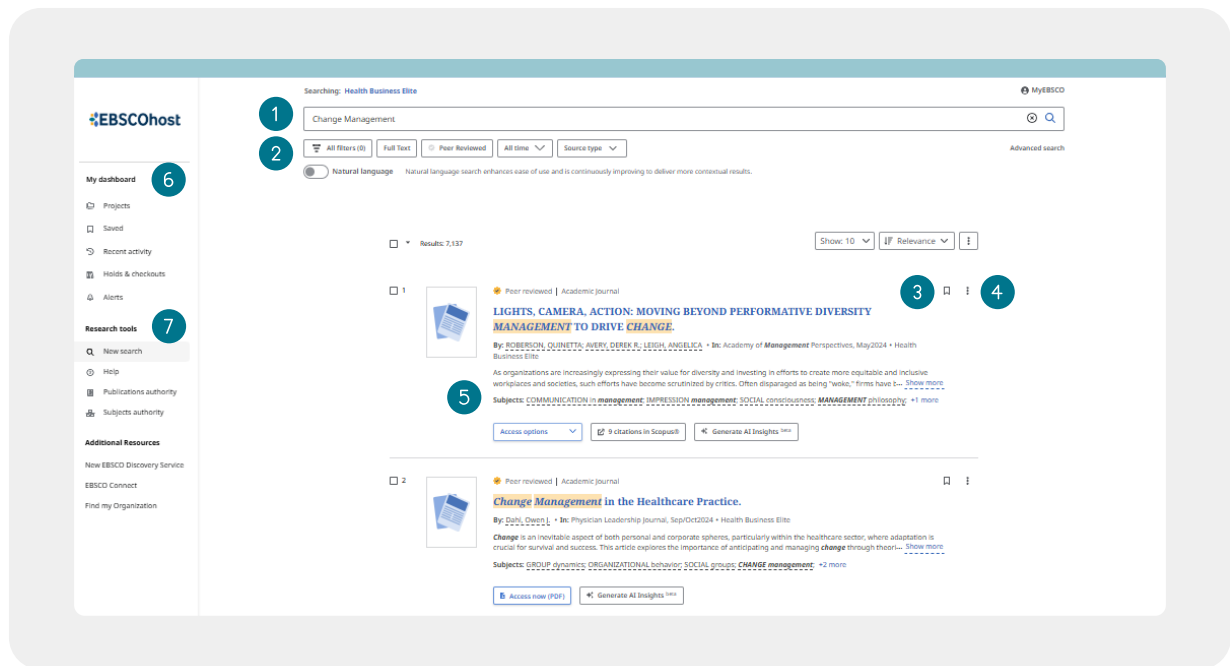 Searching: Health Business Elite
MyEBSCO
1
EBSCOhost
Change Management
2
All filters (0)
Full Text
Peer Reviewed
All time
Source type
Advanced search
Natural language
Natural language search enhances ease of use and is continuously improving to deliver more contextual results.
My dashboard
6
Projects
Saved
Recent activity
Holds & checkouts
Alerts
Research tools
7
New search
Help
Publications authority
Subjects authority
Additional Resources
New EBSCO Discovery Service
EBSCO Connect
Find my Organization
Results: 7,137
Show: 10
Relevance
1
Peer reviewed | Academic Journal
3
4
LIGHTS, CAMERA, ACTION: MOVING BEYOND PERFORMATIVE DIVERSITY
MANAGEMENT TO DRIVE CHANGE.
By: ROBERSON, QUINETTA; AVERY, DEREK R.; LEIGH, ANGELICA • In: Academy of Management Perspectives, May2024 • Health
Business Elite
As organizations are increasingly expressing their value for diversity and investing in efforts to create more equitable and inclusive
workplaces and societies, such efforts have become scrutinized by critics. Often disparaged as being "woke," firms have b... Show more
5
Subjects: COMMUNICATION in management; IMPRESSION management; SOCIAL consciousness; MANAGEMENT philosophy; +1 more
Access options
9 citations in Scopus®
Generate AI Insights beta
2
Peer reviewed | Academic Journal
Change Management in the Healthcare Practice.
By: Dahl, Owen J. • In: Physician Leadership Journal, Sep/Oct2024 • Health Business Elite
Change is an inevitable aspect of both personal and corporate spheres, particularly within the healthcare sector, where adaptation is
crucial for survival and success. This article explores the importance of anticipating and managing change through theori... Show more
Subjects: GROUP dynamics; ORGANIZATIONAL behavior; SOCIAL groups; CHANGE management; +2 more
Access now (PDF)
Generate AI Insights beta